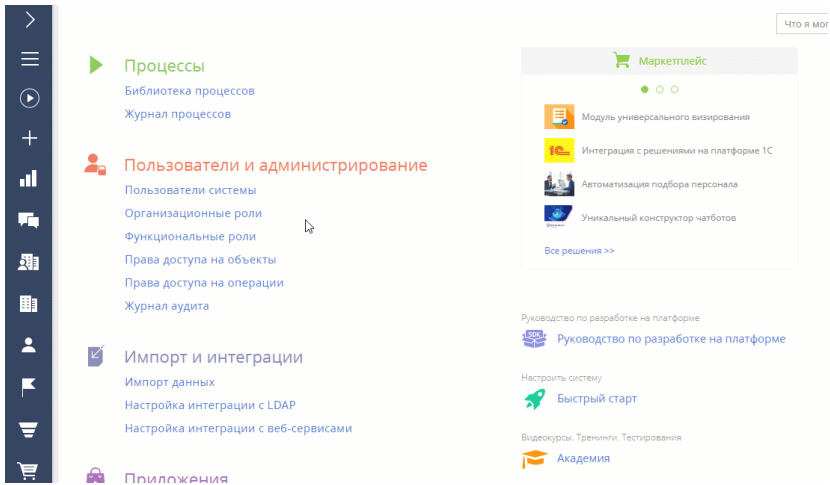 Что я мог
Процессы
Библиотека процессов
Журнал процессов
Пользователи и администрирование
Пользователи системы
Организационные роли
Функциональные роли
Права доступа на объекты
Права доступа на операции
Журнал аудита
Импорт и интеграции
Импорт данных
Настройка интеграции с LDAP
Настройка интеграции с веб-сервисами
Приложения
Маркетплейс
Модуль универсального визирования
1С
Интеграция с решениями на платформе 1С
Автоматизация подбора персонала
Уникальный конструктор чатботов
Все решения >>
Руководство по разработке на платформе
SDK
Руководство по разработке на платформе
Настроить систему
Быстрый старт
Видеокурсы. Тренинги. Тестирования
Академия